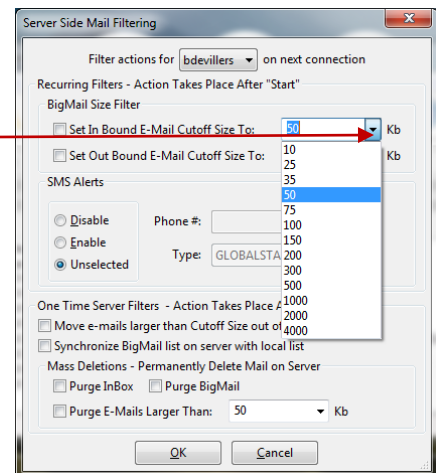 Server Side Mail Filtering
Filter actions for bdevillers on next connection
Recurring Filters - Action Takes Place After "Start"
BigMail Size Filter
Set In Bound E-Mail Cutoff Size To: 50 Kb
Set Out Bound E-Mail Cutoff Size To: Kb
10
25
35
50
75
100
150
200
300
500
1000
2000
4000
SMS Alerts
Disable
Enable
Unselected
Phone #:
Type: GLOBALSTA
One Time Server Filters - Action Takes Place A
Move e-mails larger than Cutoff Size out of
Synchronize BigMail list on server with local list
Mass Deletions - Permanently Delete Mail on Server
Purge InBox Purge BigMail
Purge E-Mails Larger Than: 50 Kb
OK Cancel